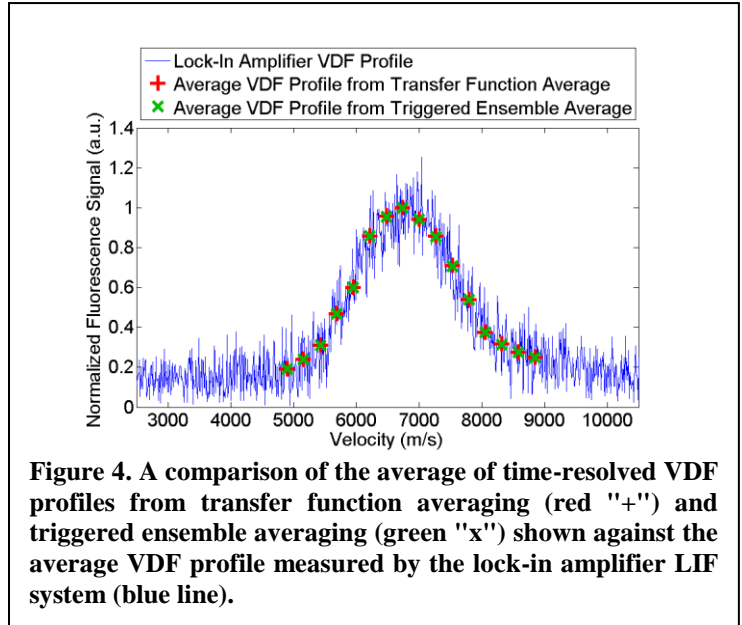 Lock-In Amplifier VDF Profile
Average VDF Profile from Transfer Function Average
Average VDF Profile from Triggered Ensemble Average
Normalized Fluorescence Signal (a.u.)
1.4
1.2
1
0.8
0.6
0.4
0.2
0
3000 4000 5000 6000 7000 8000 9000 10000
Velocity (m/s)
Figure 4. A comparison of the average of time-resolved VDF
profiles from transfer function averaging (red "+") and
triggered ensemble averaging (green "x") shown against the
average VDF profile measured by the lock-in amplifier LIF
system (blue line).